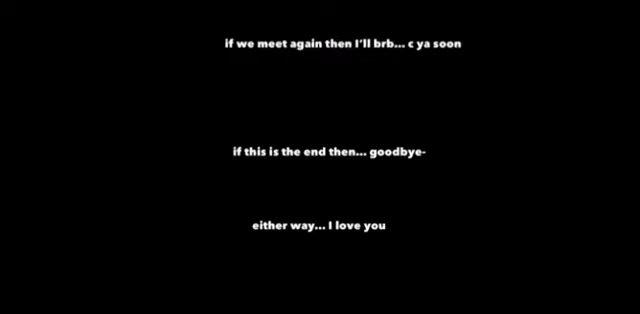 if we meet again then I'll brb... c ya soon
if this is the end then... goodbye-
either way... I love you